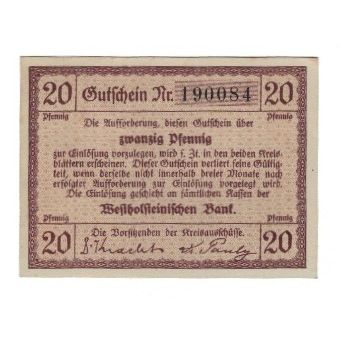 20 Gutschein Nr. 190084 20
Pfennig Pfennig
Die Aufforderung, diesen Gutschein über
zwanzig Pfennig
zur Einlösung vorzulegen, wird s. Zt. in den beiden Kreis-
blättern erscheinen. Dieser Gutschein verliert seine Gültig-
keit, wenn derselbe nicht innerhalb dreier Monate nach
erfolgter Aufforderung zur Einlösung vorgelegt wird.
Die Einlösung geschieht an sämtlichen Kassen der
Westholsteinischen Bank.
Pfennig Die Vorsitzenden der Kreisausschüsse. Pfennig
20 20